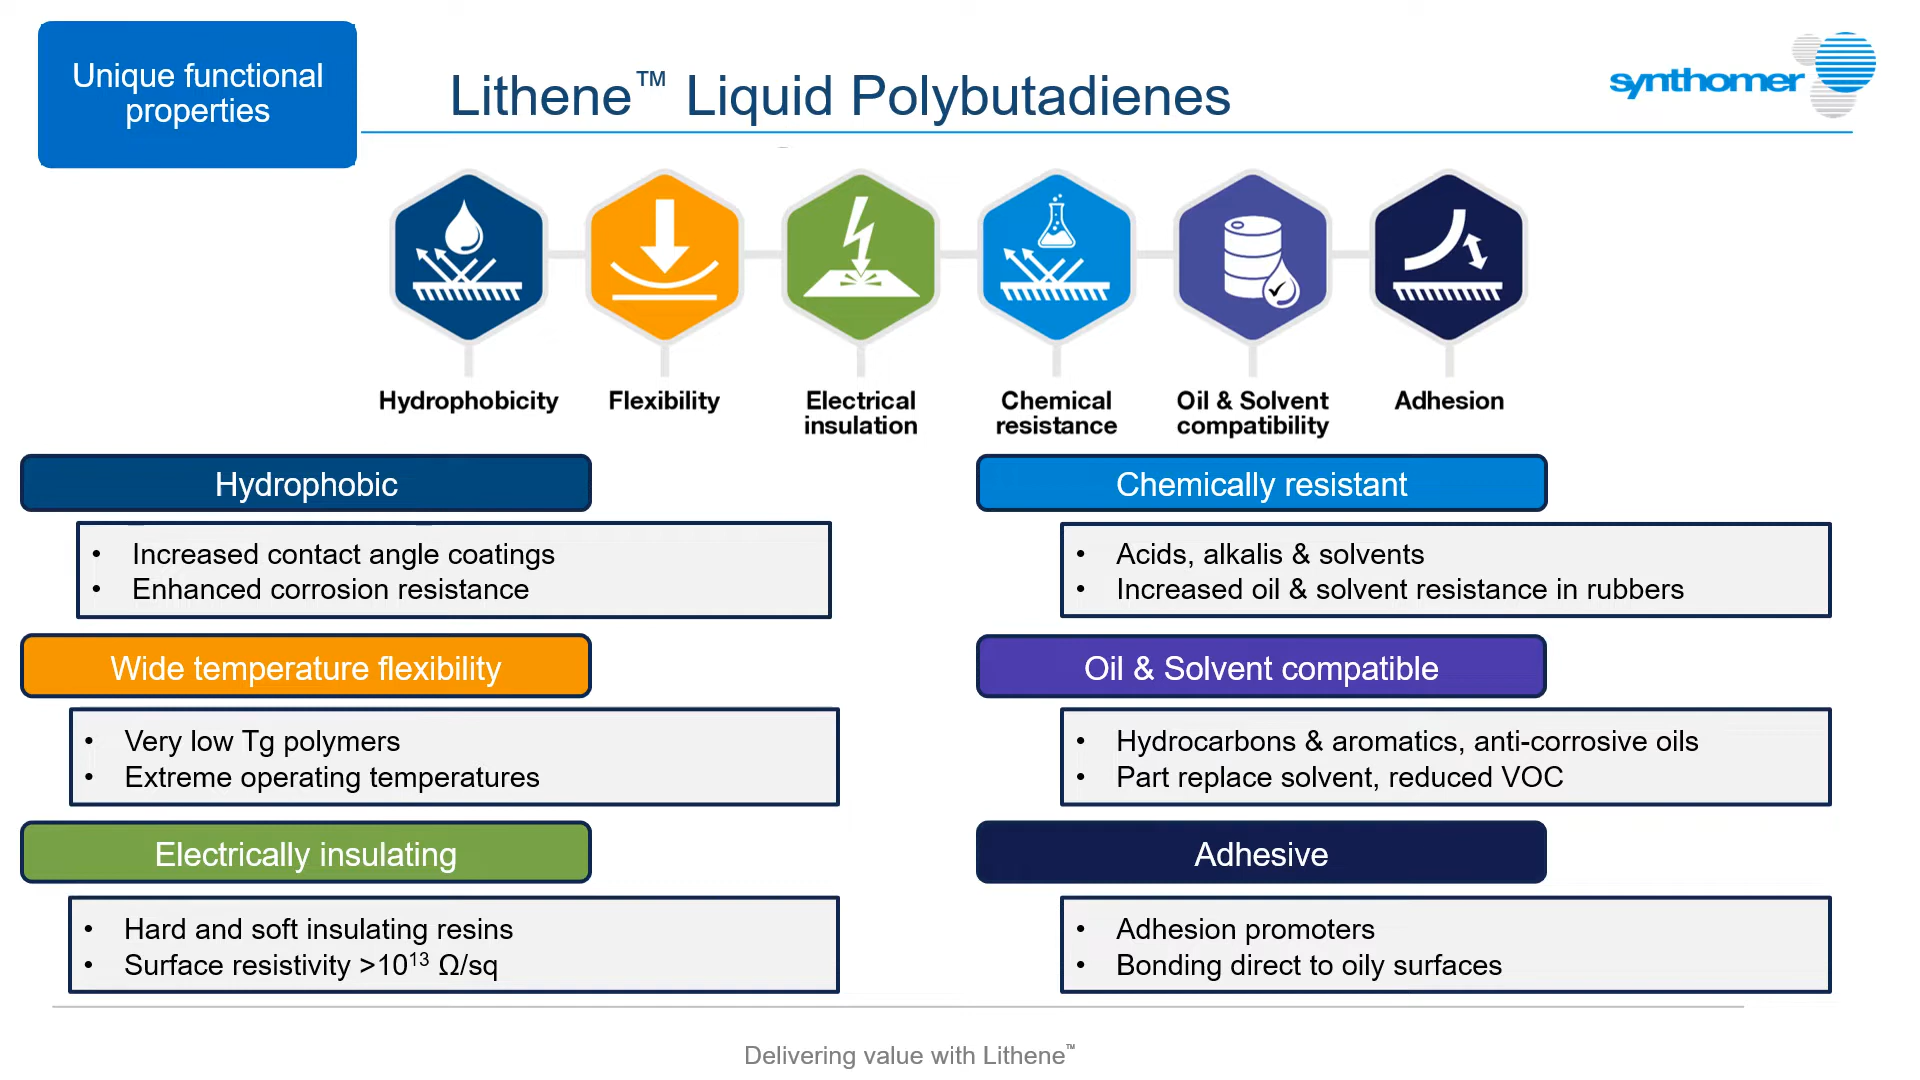 Unique functional
properties
Lithene™ Liquid Polybutadienes
synthomer
Hydrophobicity
Flexibility
Electrical
insulation
Chemical
resistance
Oil & Solvent
compatibility
Adhesion
Hydrophobic
• Increased contact angle coatings
• Enhanced corrosion resistance
Wide temperature flexibility
• Very low Tg polymers
• Extreme operating temperatures
Electrically insulating
• Hard and soft insulating resins
• Surface resistivity >10¹³ Ω/sq
Chemically resistant
• Acids, alkalis & solvents
• Increased oil & solvent resistance in rubbers
Oil & Solvent compatible
• Hydrocarbons & aromatics, anti-corrosive oils
• Part replace solvent, reduced VOC
Adhesive
• Adhesion promoters
• Bonding direct to oily surfaces
Delivering value with Lithene™